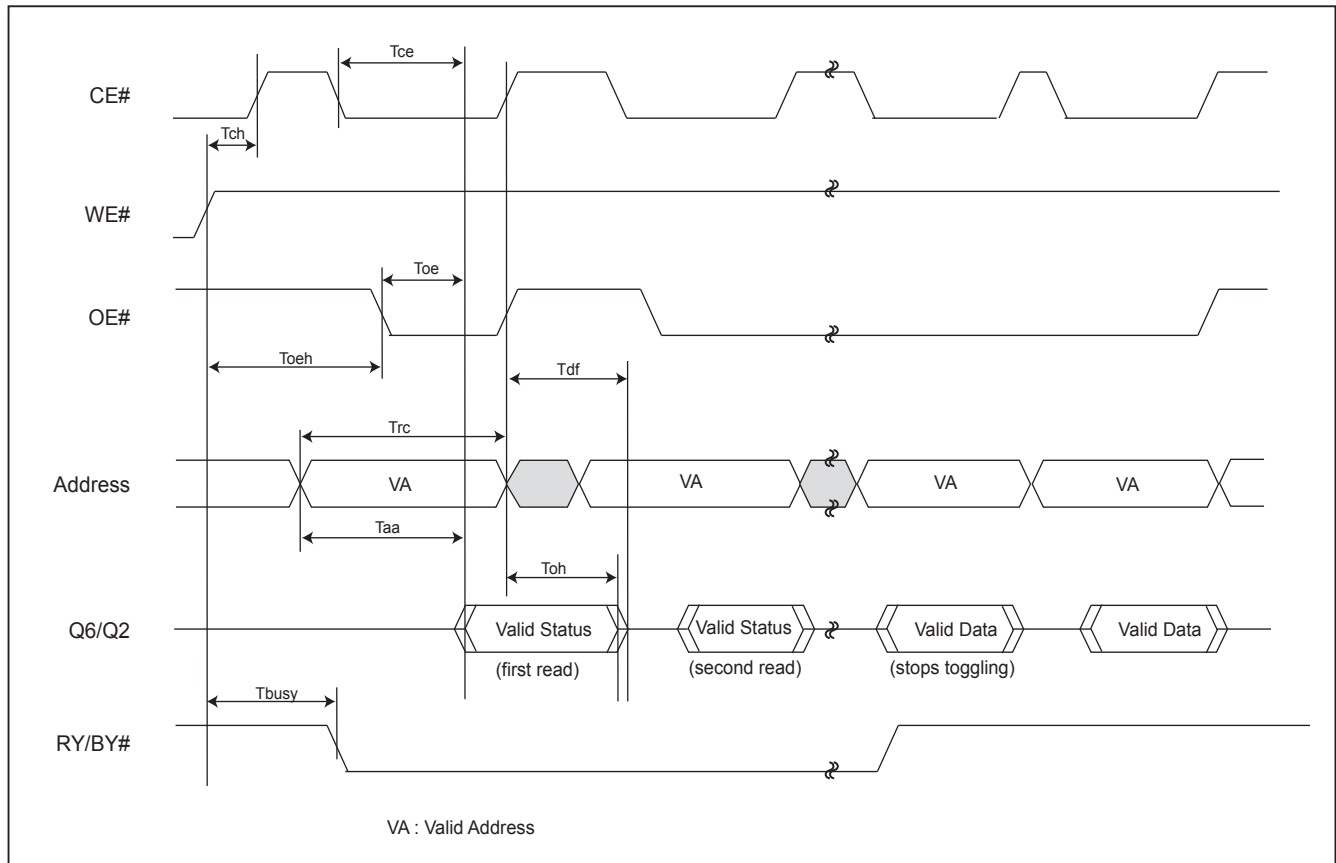 Tce
CE#
Tch
WE#
Toe
OE#
Toeh
Tdf
Trc
Address
VA
VA
VA
VA
Taa
Toh
Q6/Q2
Valid Status
Valid Status
Valid Data
Valid Data
(first read)
(second read)
(stops toggling)
Tbusy
RY/BY#
VA : Valid Address